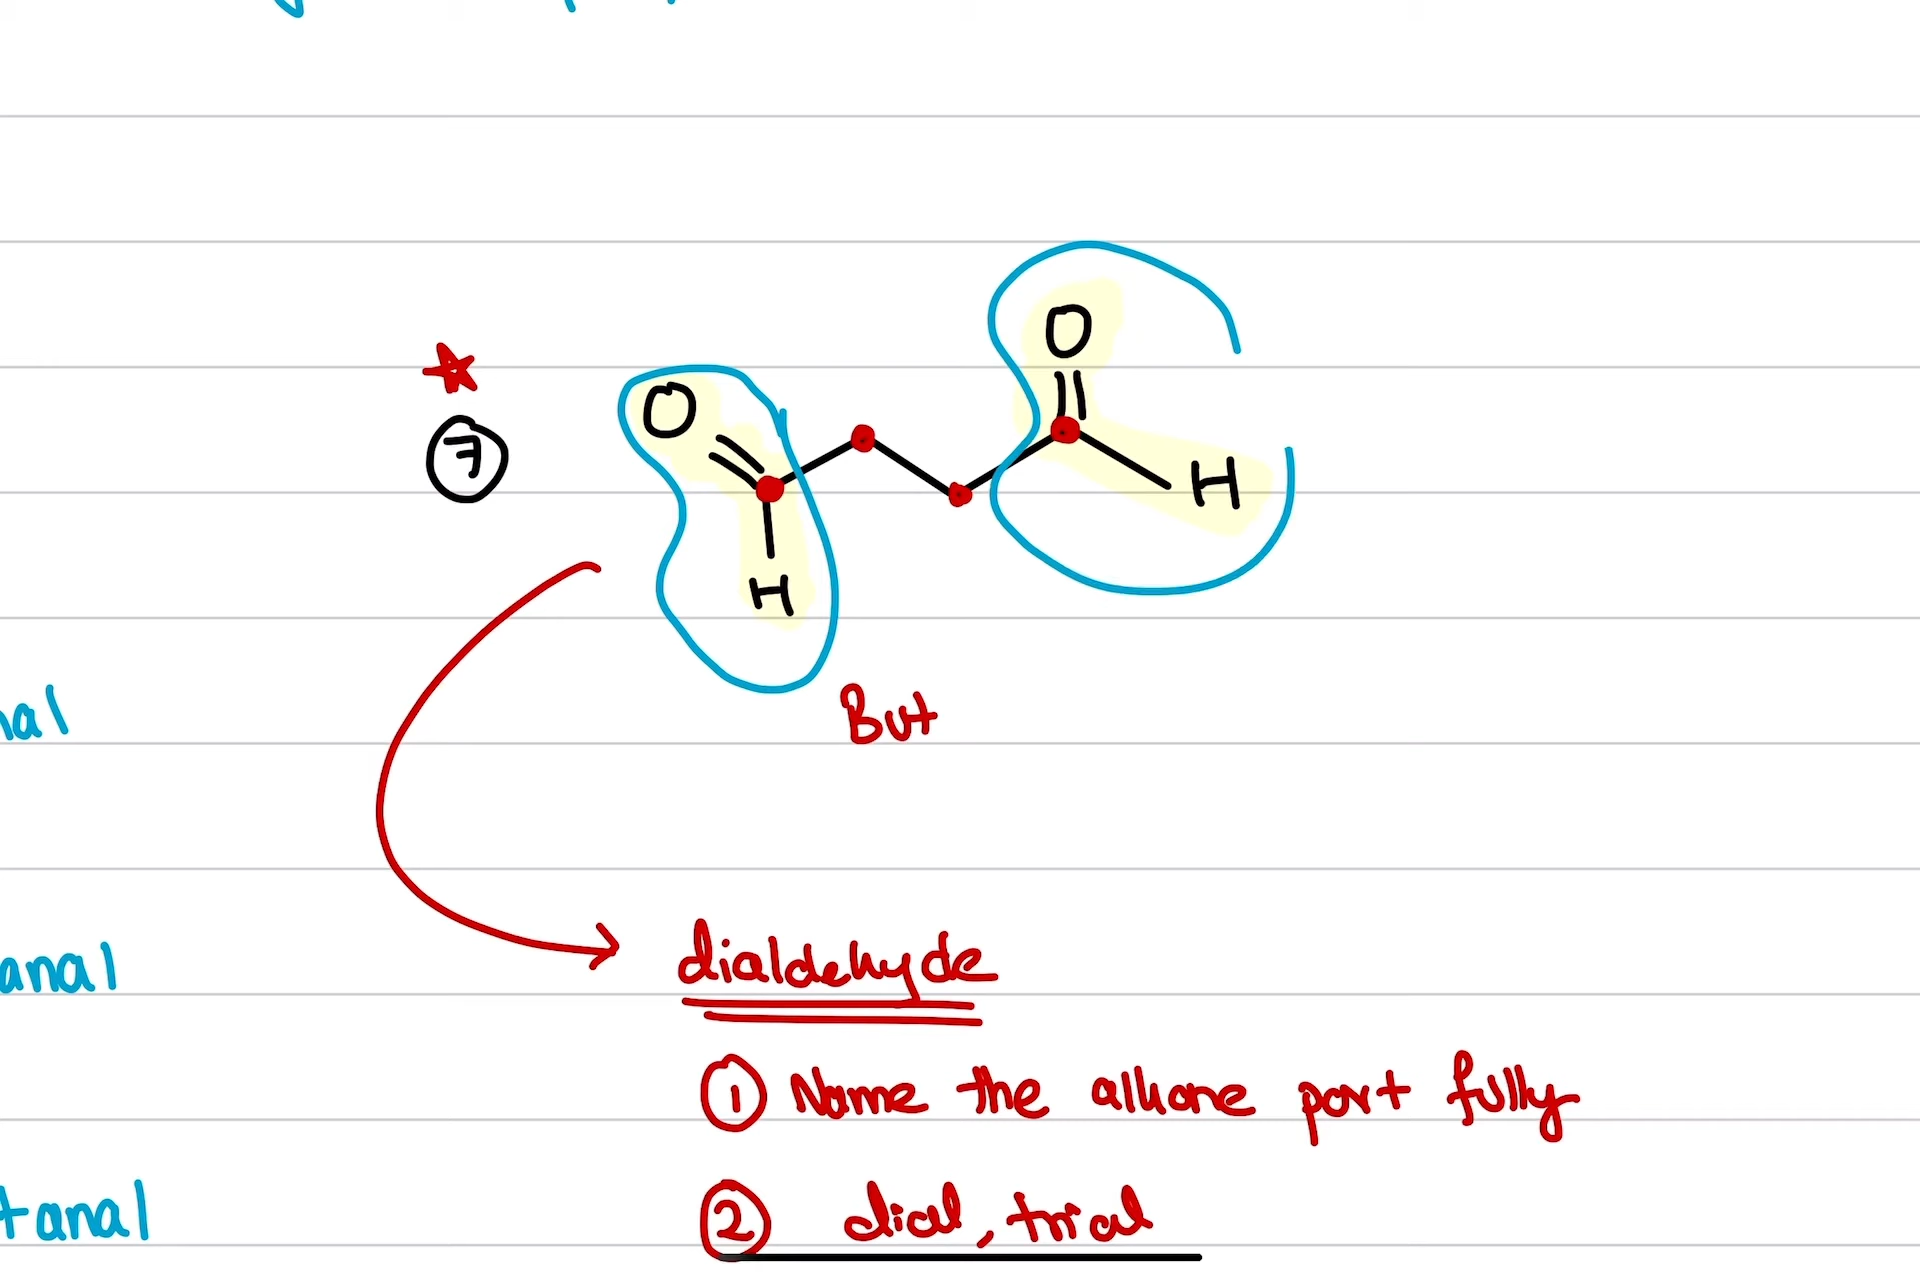 O
O
⑦
H
H
nal
But
anal
dialdehyde
① Name the alkane part fully
tanal
② dial, trial